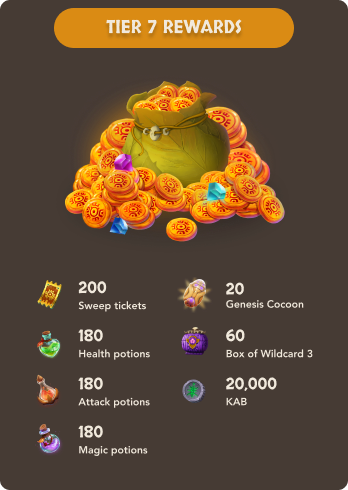 TIER 7 REWARDS
200
Sweep tickets
20
Genesis Cocoon
180
Health potions
60
Box of Wildcard 3
180
Attack potions
20,000
KAB
180
Magic potions